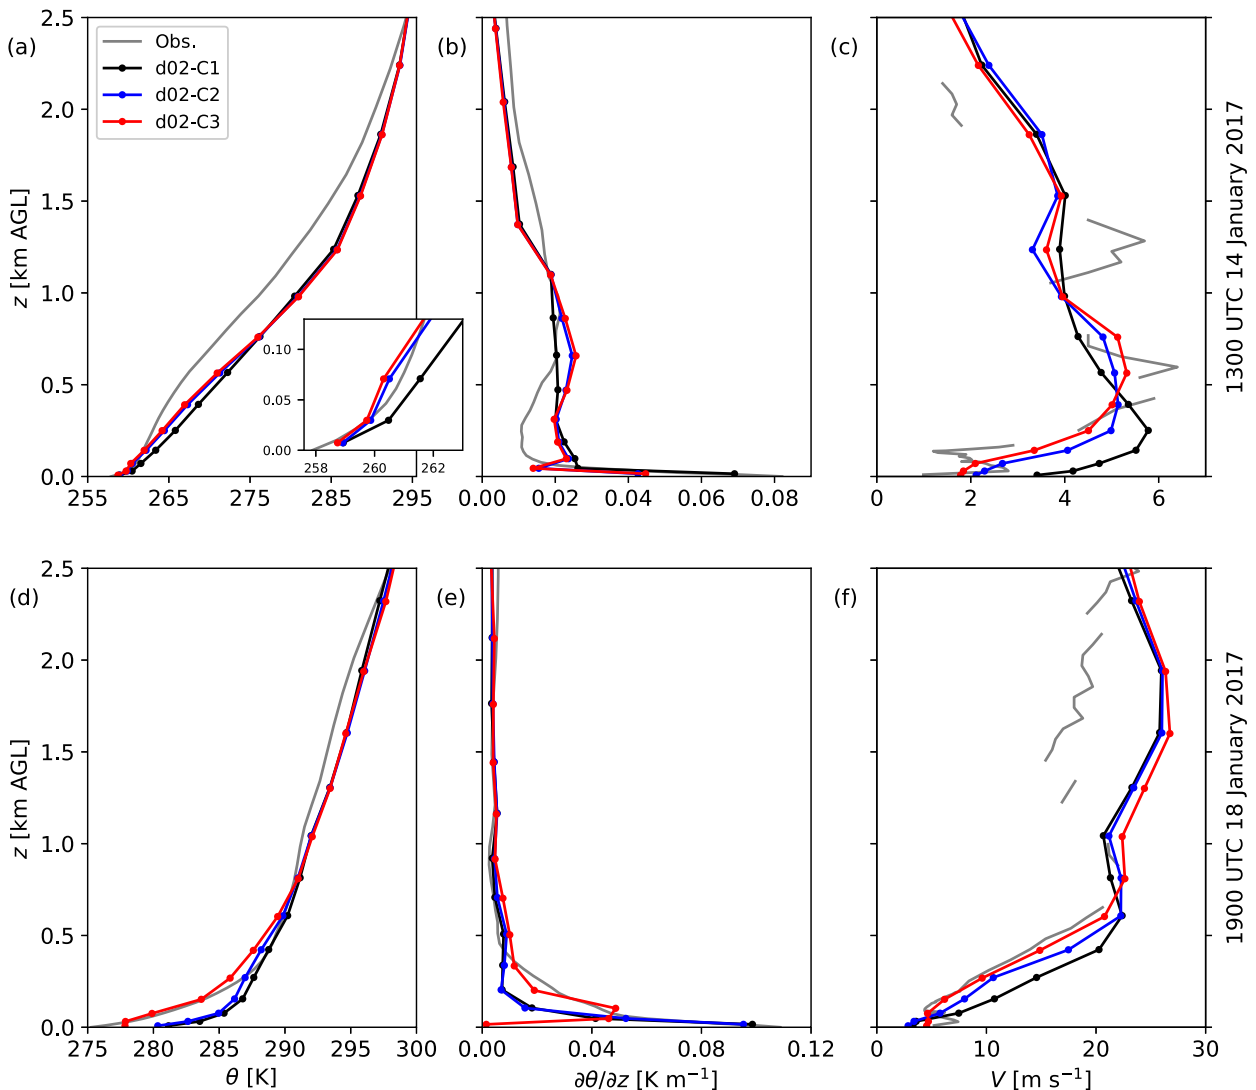 (a)
Obs.
d02-C1
d02-C2
d02-C3
2.5
2.0
1.5
1.0
0.5
0.0
z [km AGL]
255
265
275
285
295
0.10
0.05
0.00
258
260
262
(b)
0.00
0.02
0.04
0.06
0.08
(c)
0
2
4
6
1300 UTC 14 January 2017
(d)
2.5
2.0
1.5
1.0
0.5
0.0
z [km AGL]
275
280
285
290
295
300
θ [K]
(e)
0.00
0.04
0.08
0.12
∂θ/∂z [K m⁻¹]
(f)
0
10
20
30
V [m s⁻¹]
1900 UTC 18 January 2017